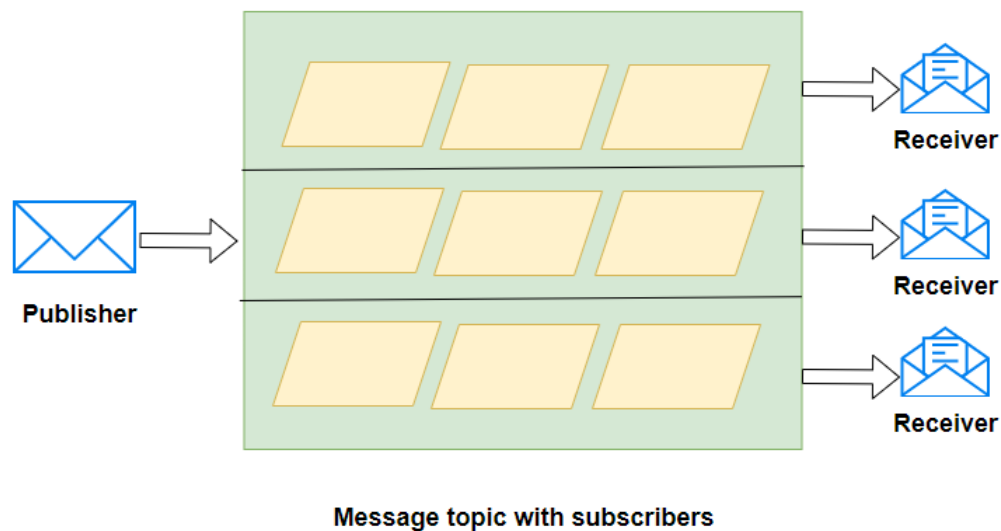 Receiver
Publisher
Receiver
Receiver
Message topic with subscribers